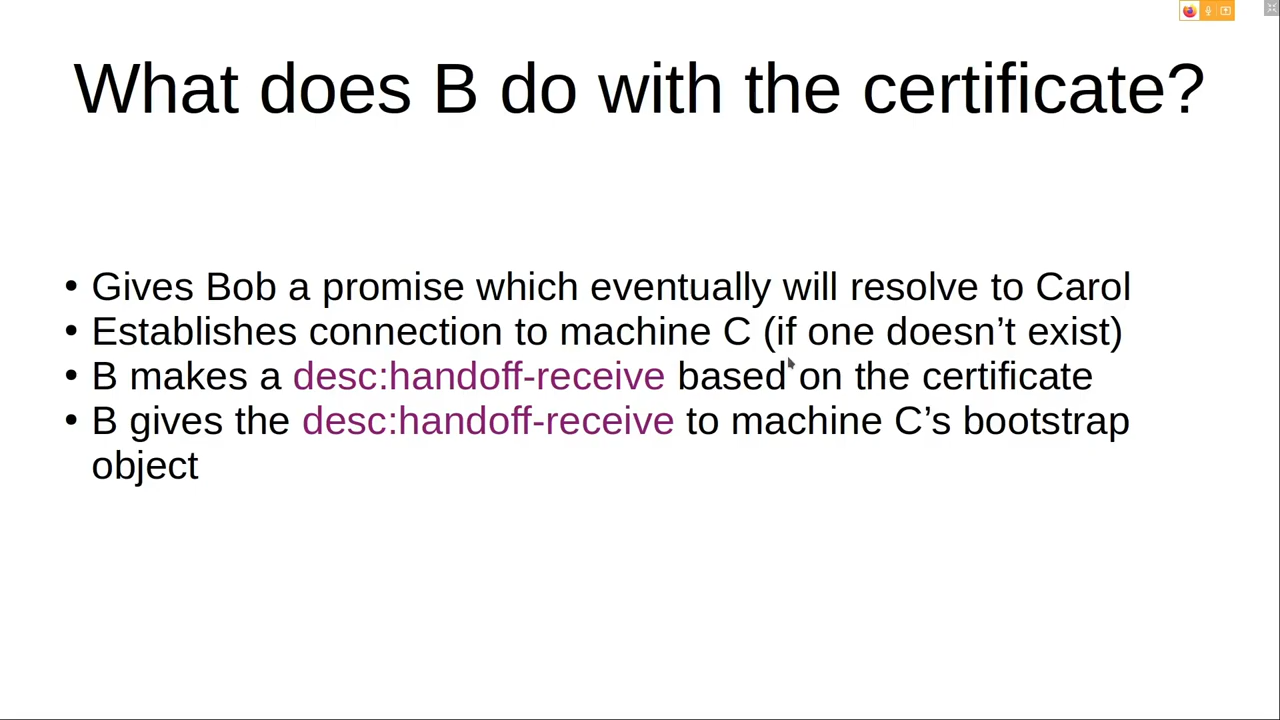 What does B do with the certificate?
• Gives Bob a promise which eventually will resolve to Carol
• Establishes connection to machine C (if one doesn’t exist)
• B makes a desc:handoff-receive based on the certificate
• B gives the desc:handoff-receive to machine C’s bootstrap
object